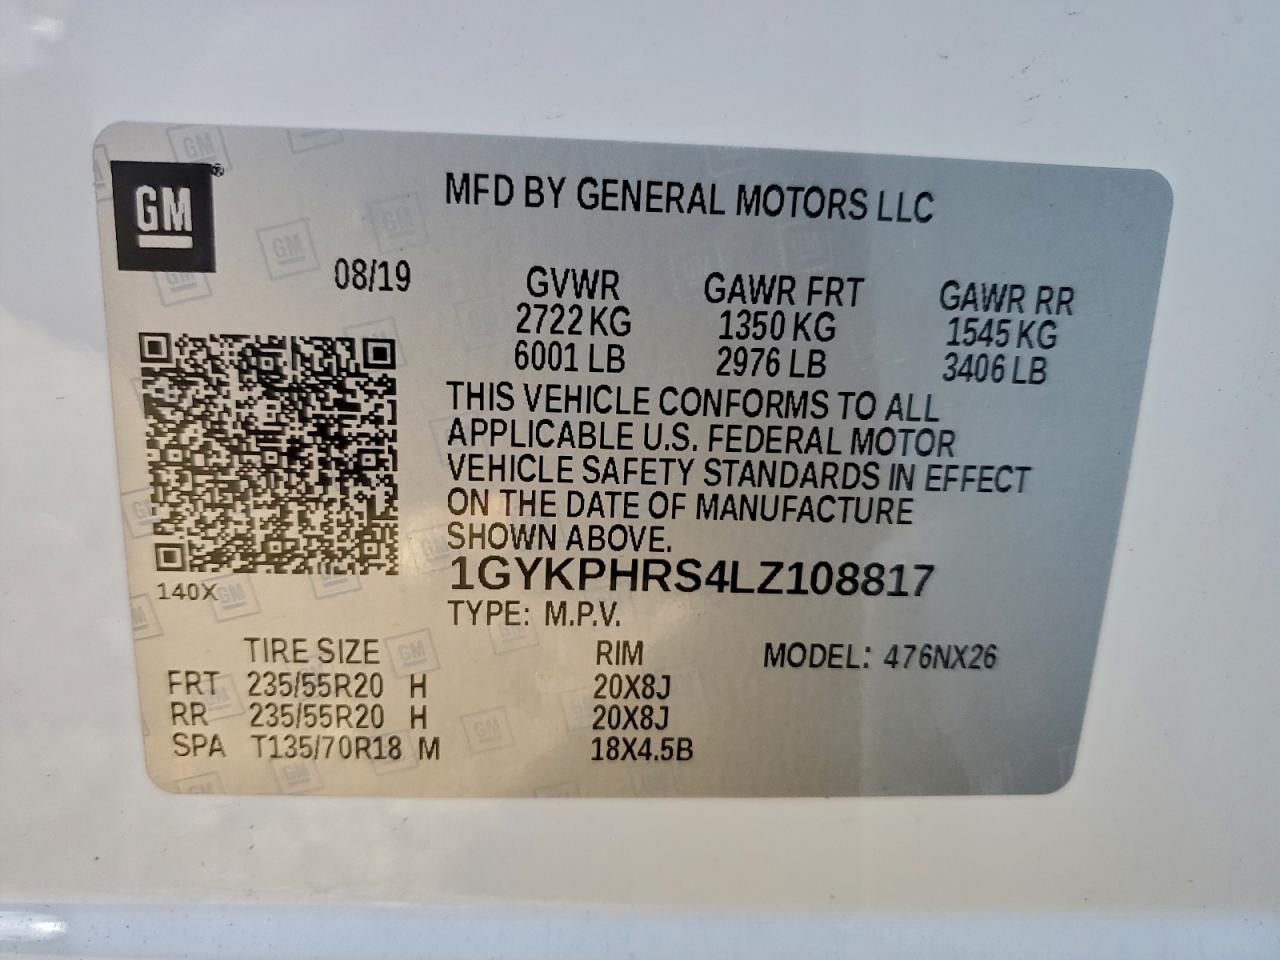 GM
MFD BY GENERAL MOTORS LLC
08/19 GVWR GAWR FRT GAWR RR
2722 KG 1350 KG 1545 KG
6001 LB 2976 LB 3406 LB
THIS VEHICLE CONFORMS TO ALL
APPLICABLE U.S. FEDERAL MOTOR
VEHICLE SAFETY STANDARDS IN EFFECT
ON THE DATE OF MANUFACTURE
SHOWN ABOVE.
140X
1GYKPHRS4LZ108817
TYPE: M.P.V.
TIRE SIZE RIM MODEL: 476NX26
FRT 235/55R20 H 20X8J
RR 235/55R20 H 20X8J
SPA T135/70R18 M 18X4.5B